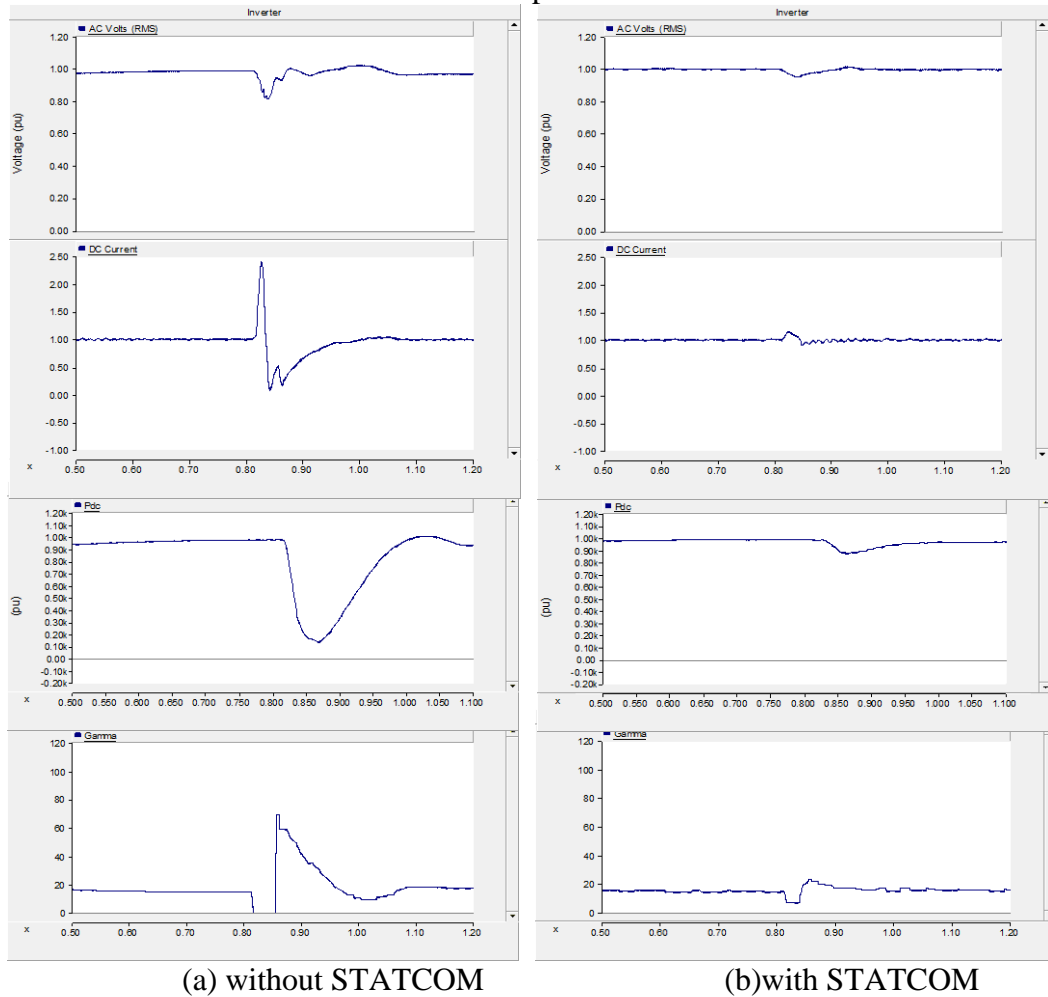 Inverter
AC Volts (RMS)
1.20
1.00
0.80
0.60
0.40
0.20
0.00
Voltage (pu)
DC Current
2.50
2.00
1.50
1.00
0.50
0.00
-0.50
-1.00
x 0.50 0.60 0.70 0.80 0.90 1.00 1.10 1.20
Pdc
1.20k
1.10k
1.00k
0.90k
0.80k
0.70k
0.60k
0.50k
0.40k
0.30k
0.20k
0.10k
0.00
-0.10k
-0.20k
(pu)
x 0.500 0.550 0.600 0.650 0.700 0.750 0.800 0.850 0.900 0.950 1.000 1.050 1.100
Gamma
120
100
80
60
40
20
0
x 0.50 0.60 0.70 0.80 0.90 1.00 1.10 1.20
(a) without STATCOM
Inverter
AC Volts (RMS)
1.20
1.00
0.80
0.60
0.40
0.20
0.00
Voltage (pu)
DC Current
2.50
2.00
1.50
1.00
0.50
0.00
-0.50
-1.00
x 0.50 0.60 0.70 0.80 0.90 1.00 1.10 1.20
Pdc
1.20k
1.10k
1.00k
0.90k
0.80k
0.70k
0.60k
0.50k
0.40k
0.30k
0.20k
0.10k
0.00
-0.10k
-0.20k
(pu)
x 0.500 0.550 0.600 0.650 0.700 0.750 0.800 0.850 0.900 0.950 1.000 1.050 1.100
Gamma
120
100
80
60
40
20
0
x 0.50 0.60 0.70 0.80 0.90 1.00 1.10 1.20
(b)with STATCOM